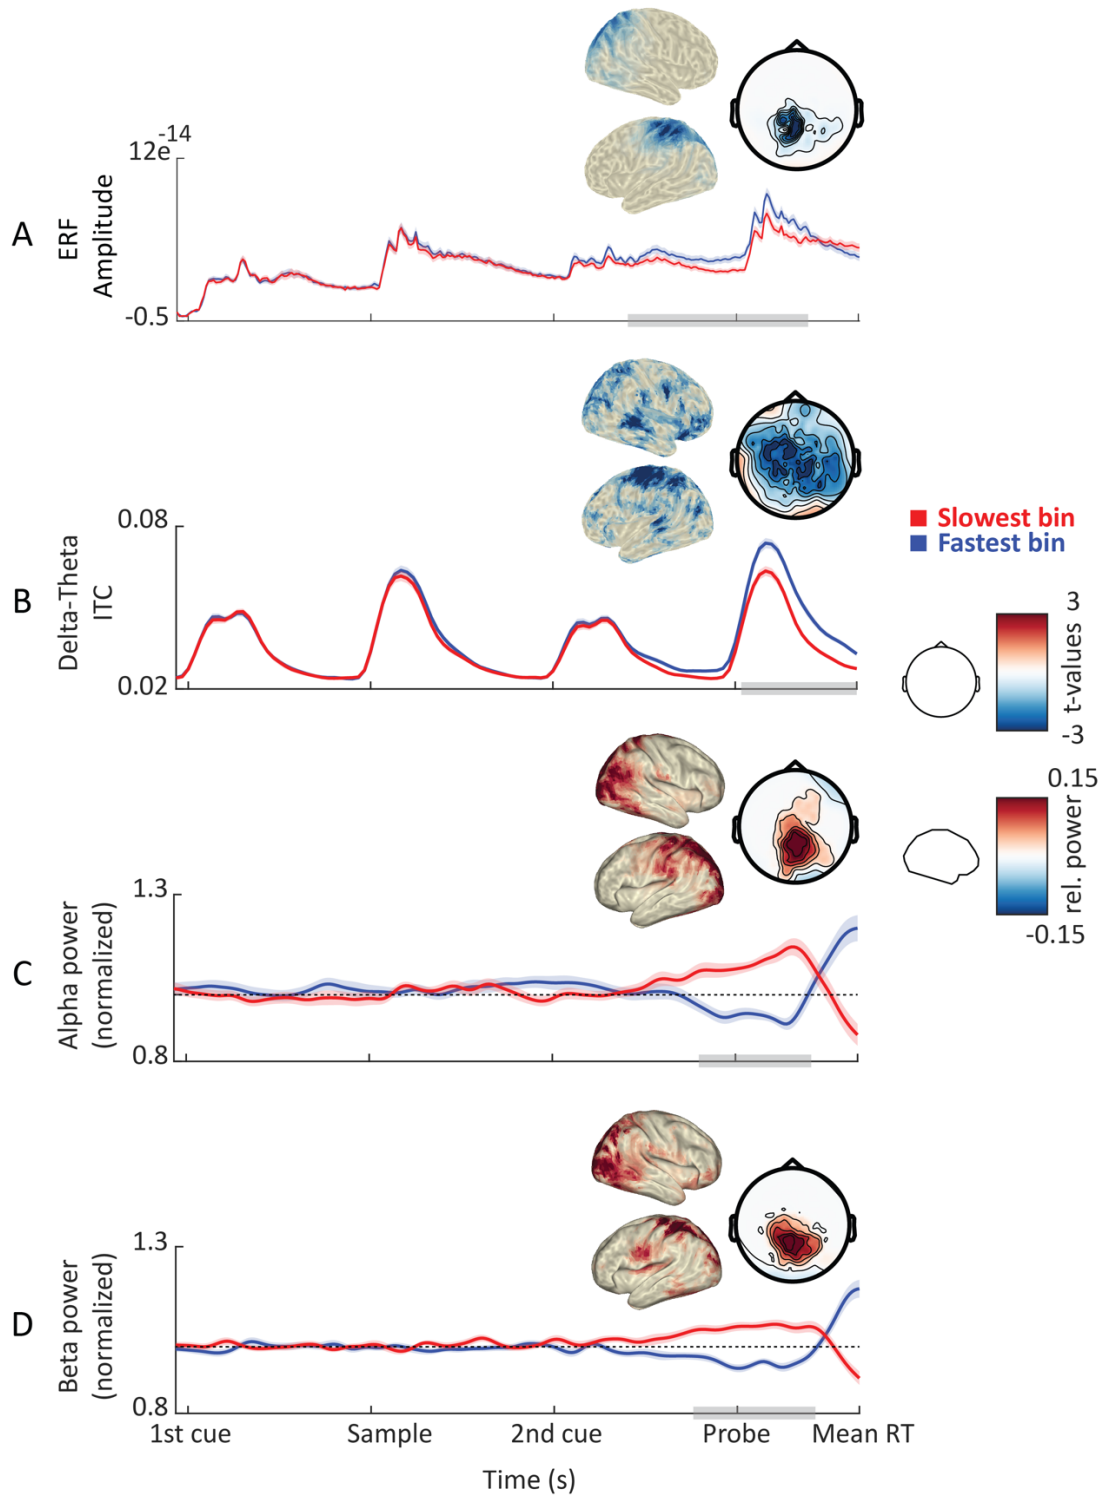 A
ERF
Amplitude
12e-14
-0.5
B
Delta-Theta
ITC
0.08
0.02
Slowest bin
Fastest bin
3
t-values
-3
0.15
rel. power
-0.15
C
Alpha power
(normalized)
1.3
0.8
D
Beta power
(normalized)
1.3
0.8
1st cue Sample 2nd cue Probe Mean RT
Time (s)